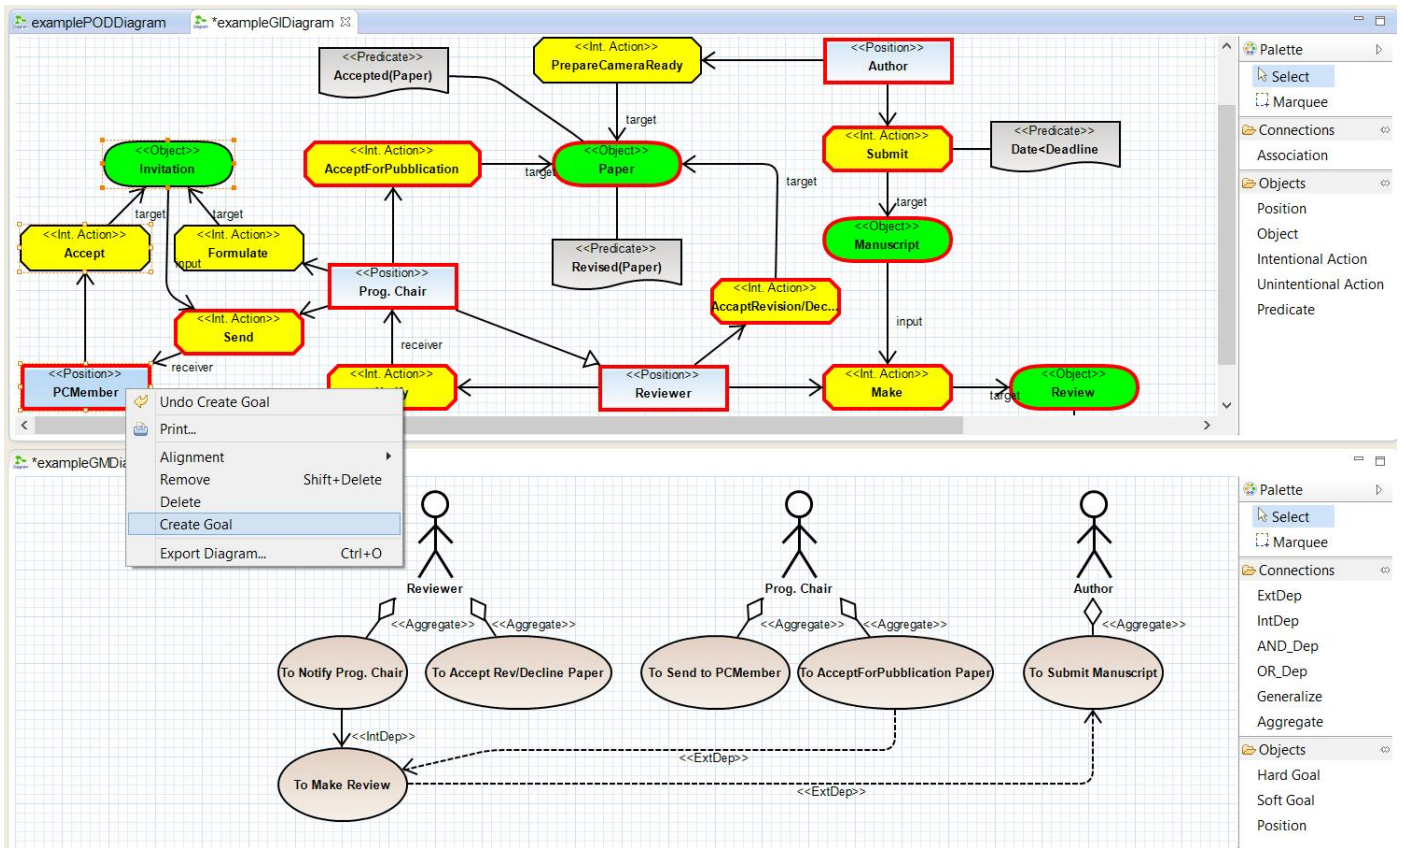 examplePODDiagram
*exampleGIDiagram
<<Predicate>>
Accepted(Paper)
<<Int. Action>>
PrepareCameraReady
<<Position>>
Author
target
<<Object>>
Invitation
<<Int. Action>>
AcceptForPubblication
target
<<Object>>
Paper
<<Int. Action>>
Submit
<<Predicate>>
Date<Deadline
target
target
target
target
<<Int. Action>>
Accept
<<Int. Action>>
Formulate
input
<<Predicate>>
Revised(Paper)
<<Object>>
Manuscript
<<Position>>
Prog. Chair
<<Int. Action>>
AccaptRevision/Dec...
<<Int. Action>>
Send
input
receiver
receiver
<<Position>>
PCMember
<<Int. Action>>
<<Position>>
Reviewer
<<Int. Action>>
Make
target
<<Object>>
Review
Palette
Select
Marquee
Connections
Association
Objects
Position
Object
Intentional Action
Unintentional Action
Predicate
Undo Create Goal
Print...
Alignment
Remove Shift+Delete
Delete
Create Goal
Export Diagram... Ctrl+O
*exampleGMDia
Reviewer
Prog. Chair
Author
<<Aggregate>>
<<Aggregate>>
<<Aggregate>>
<<Aggregate>>
<<Aggregate>>
To Notify Prog. Chair
To Accept Rev/Decline Paper
To Send to PCMember
To AcceptForPubblication Paper
To Submit Manuscript
<<IntDep>>
<<ExtDep>>
To Make Review
<<ExtDep>>
Palette
Select
Marquee
Connections
ExtDep
IntDep
AND_Dep
OR_Dep
Generalize
Aggregate
Objects
Hard Goal
Soft Goal
Position